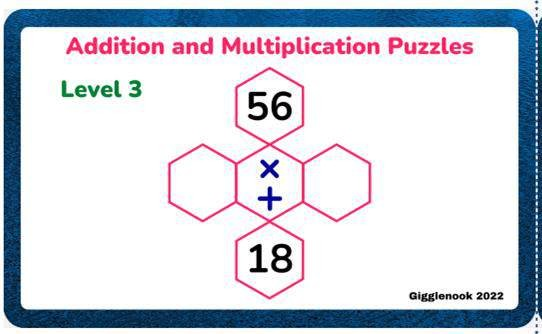 Addition and Multiplication Puzzles
Level 3
56
×
+
18
Gigglenook 2022